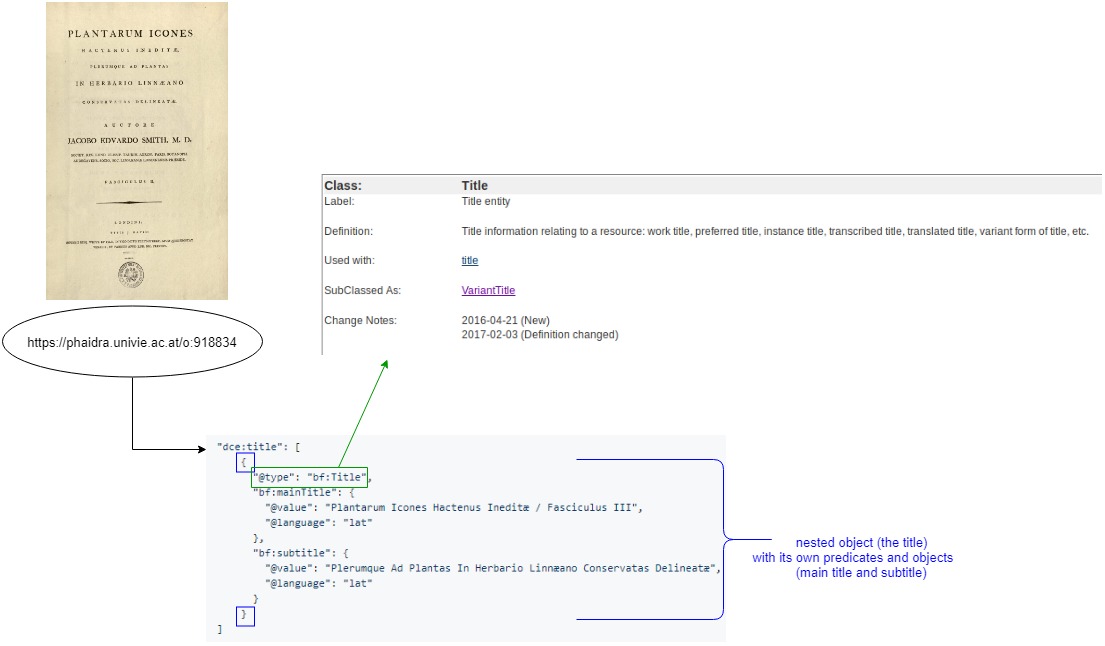 PLANTARUM ICONES
HACTENUS INEDITÆ,
PLERUMQUE AD PLANTAS
IN HERBARIO LINNÆANO
CONSERVATAS DELINEATÆ.
AUCTORE
JACOBO EDVARDO SMITH, M. D.
FASCICULUS II.
LONDINI,
https://phaidra.univie.ac.at/o:918834
Class: Title
Label: Title entity
Definition: Title information relating to a resource: work title, preferred title, instance title, transcribed title, translated title, variant form of title, etc.
Used with: title
SubClassed As: VariantTitle
Change Notes: 2016-04-21 (New)
2017-02-03 (Definition changed)
"dce:title": [
{
"@type": "bf:Title",
"bf:mainTitle": {
"@value": "Plantarum Icones Hactenus Ineditæ / Fasciculus III",
"@language": "lat"
},
"bf:subtitle": {
"@value": "Plerumque Ad Plantas In Herbario Linnæano Conservatas Delineatæ",
"@language": "lat"
}
}
]
nested object (the title)
with its own predicates and objects
(main title and subtitle)